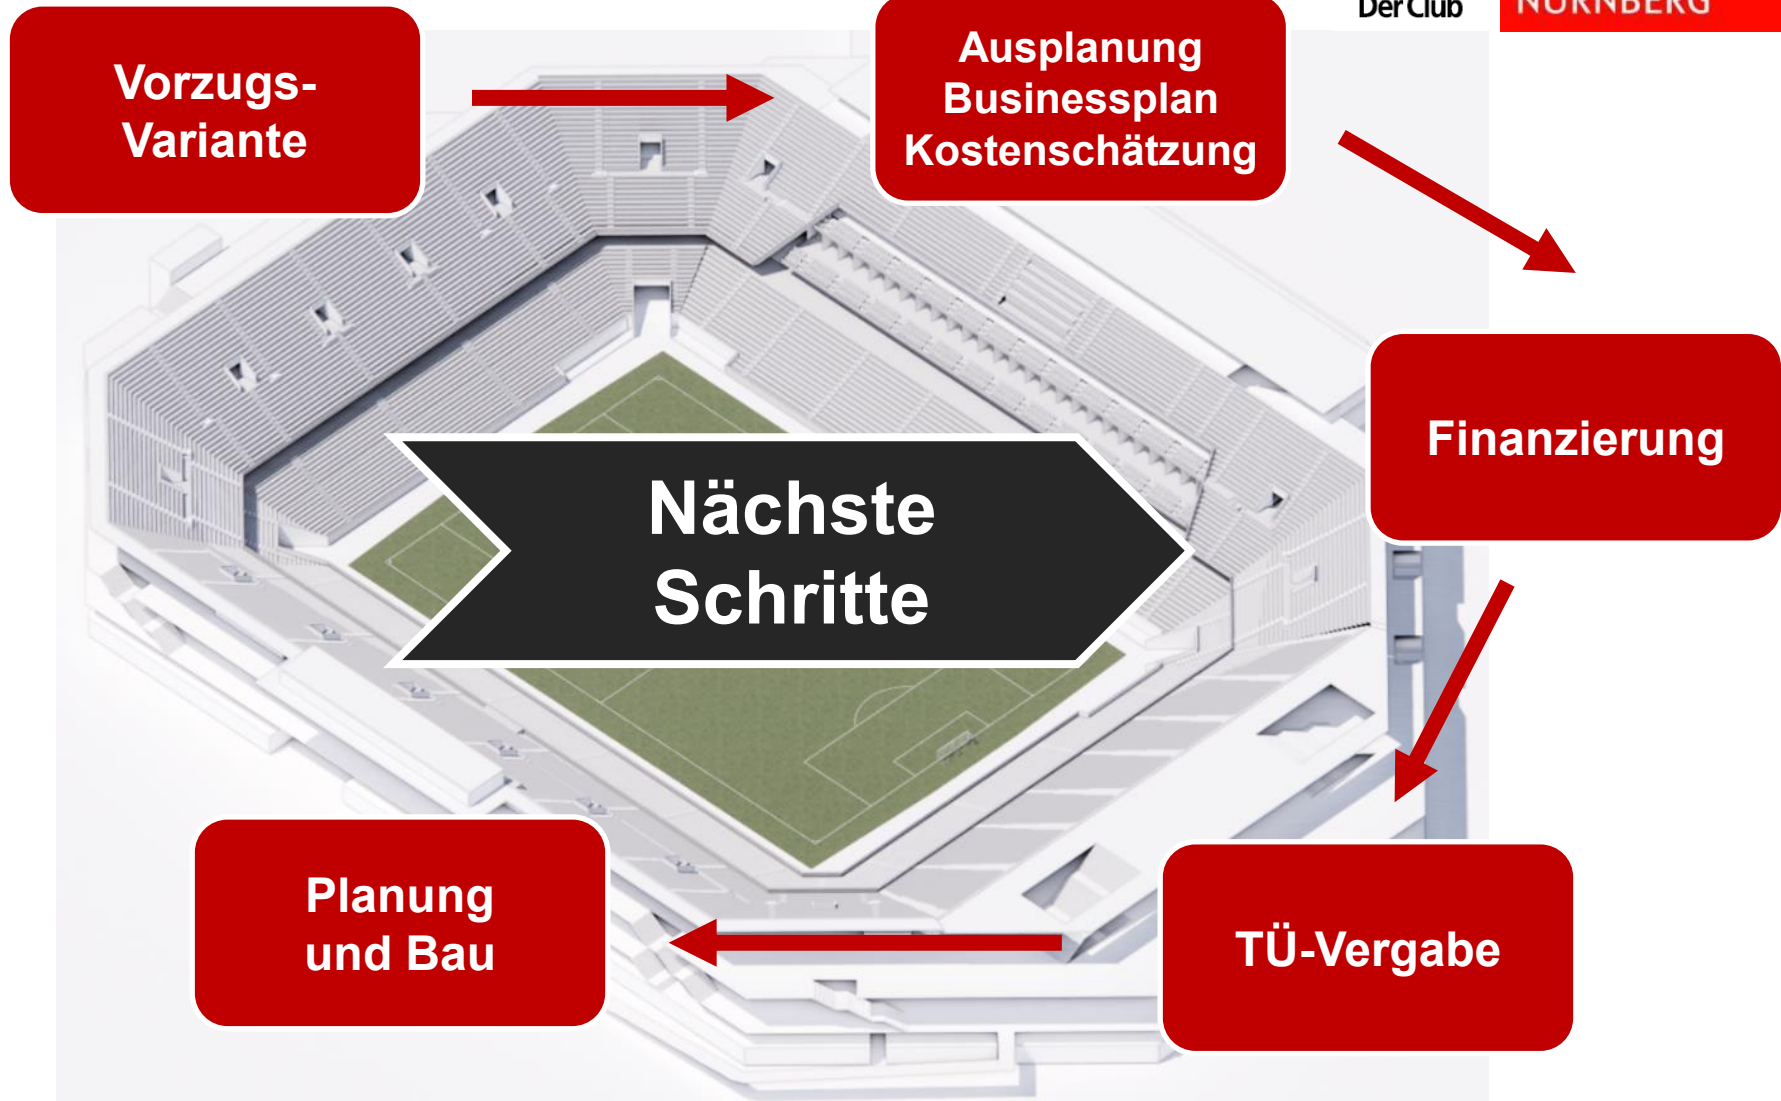 Der Club
NÜRNBERG
Vorzugs-
Variante
Ausplanung
Businessplan
Kostenschätzung
Finanzierung
Nächste
Schritte
Planung
und Bau
TÜ-Vergabe